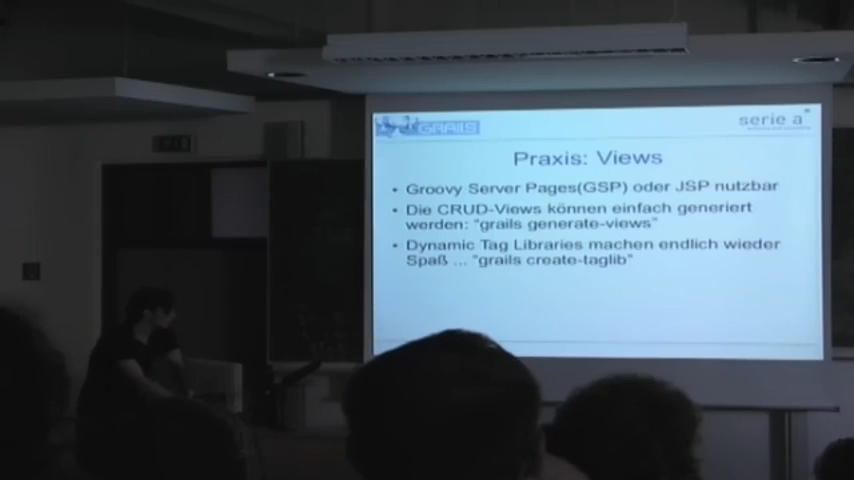 GRAILS
serie a
Praxis: Views
• Groovy Server Pages(GSP) oder JSP nutzbar
• Die CRUD-Views können einfach generiert
werden: "grails generate-views"
• Dynamic Tag Libraries machen endlich wieder
Spaß ... "grails create-taglib"